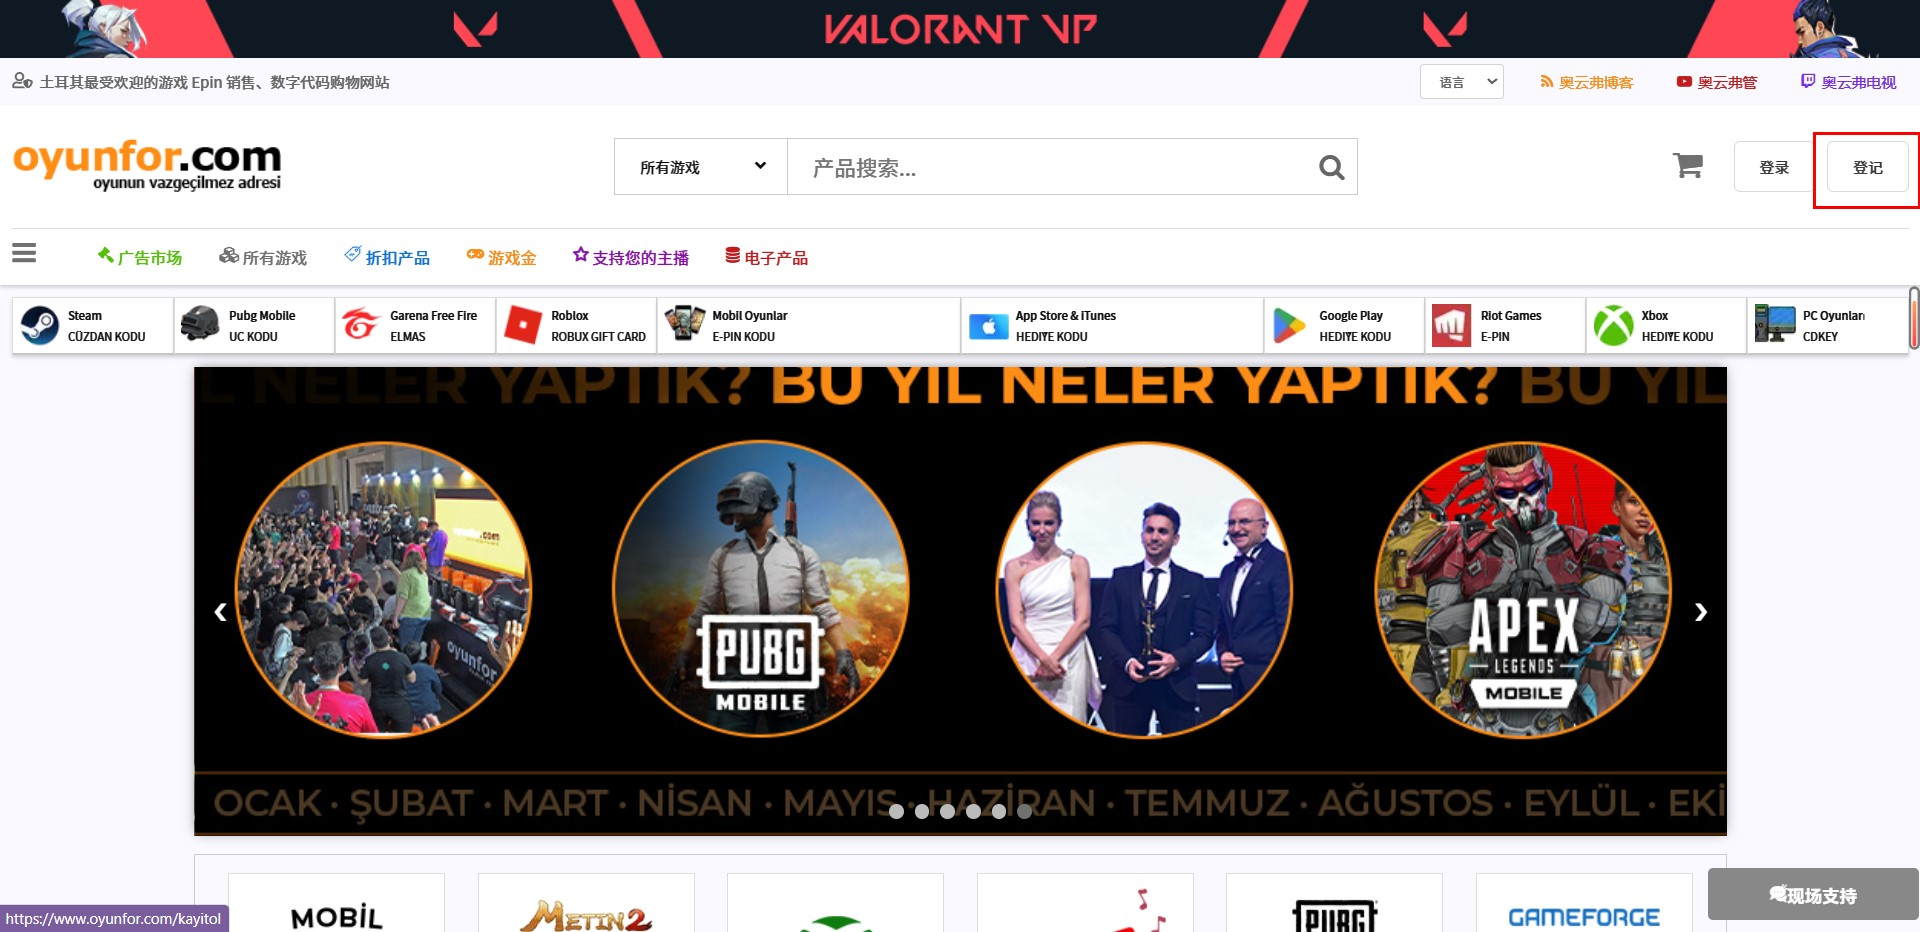 VALORANT VP
土耳其最受欢迎的游戏 Epin 销售、数字代码购物网站
语言
奥云弗博客
奥云弗管
奥云弗电视
oyunfor.com
oyunun vazgeçilmez adresi
所有游戏
产品搜索...
登录
登记
广告市场
所有游戏
折扣产品
游戏金
支持您的主播
电子产品
Steam
CÜZDAN KODU
Pubg Mobile
UC KODU
Garena Free Fire
ELMAS
Roblox
ROBUX GIFT CARD
Mobil Oyunlar
E-PIN KODU
App Store & iTunes
HEDİYE KODU
Google Play
HEDİYE KODU
Riot Games
E-PIN
Xbox
HEDİYE KODU
PC Oyunları
CDKEY
L NELER YAPTIK? BU YIL NELER YAPTIK? BU YIL
.com
oyunfor
PUBG
MOBILE
APEX
LEGENDS
MOBILE
OCAK · ŞUBAT · MART · NİSAN · MAYIS · HAZİRAN · TEMMUZ · AĞUSTOS · EYLÜL · EKİ
MOBİL
METIN2
PUBG
GAMEFORGE
现场支持
https://www.oyunfor.com/kayitol